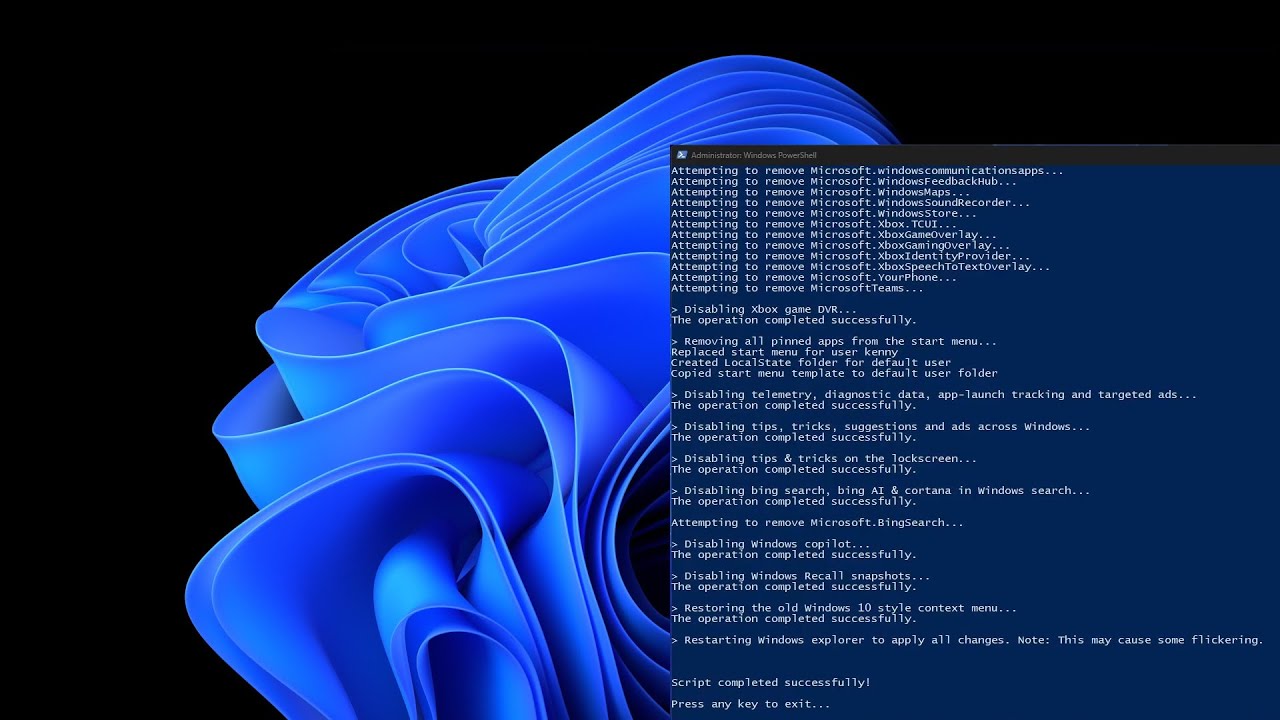 Administrator: Windows PowerShell
Attempting to remove Microsoft.windowscommunicationsapps...
Attempting to remove Microsoft.WindowsFeedbackHub...
Attempting to remove Microsoft.WindowsMaps...
Attempting to remove Microsoft.WindowsSoundRecorder...
Attempting to remove Microsoft.WindowsStore...
Attempting to remove Microsoft.Xbox.TCUI...
Attempting to remove Microsoft.XboxGameOverlay...
Attempting to remove Microsoft.XboxGamingOverlay...
Attempting to remove Microsoft.XboxIdentityProvider...
Attempting to remove Microsoft.XboxSpeechToTextOverlay...
Attempting to remove Microsoft.YourPhone...
Attempting to remove MicrosoftTeams...
> Disabling Xbox game DVR...
The operation completed successfully.
> Removing all pinned apps from the start menu...
Replaced start menu for user kenny
Created LocalState folder for default user
Copied start menu template to default user folder
> Disabling telemetry, diagnostic data, app-launch tracking and targeted ads...
The operation completed successfully.
> Disabling tips, tricks, suggestions and ads across Windows...
The operation completed successfully.
> Disabling tips & tricks on the lockscreen...
The operation completed successfully.
> Disabling bing search, bing AI & cortana in Windows search...
The operation completed successfully.
Attempting to remove Microsoft.BingSearch...
> Disabling Windows copilot...
The operation completed successfully.
> Disabling Windows Recall snapshots...
The operation completed successfully.
> Restoring the old Windows 10 style context menu...
The operation completed successfully.
> Restarting Windows explorer to apply all changes. Note: This may cause some flickering.
Script completed successfully!
Press any key to exit...